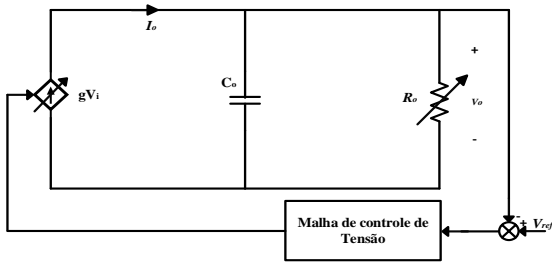 Io
gVi
Co
Ro
+
Vo
-
Malha de controle de
Tensão
-
+
Vref